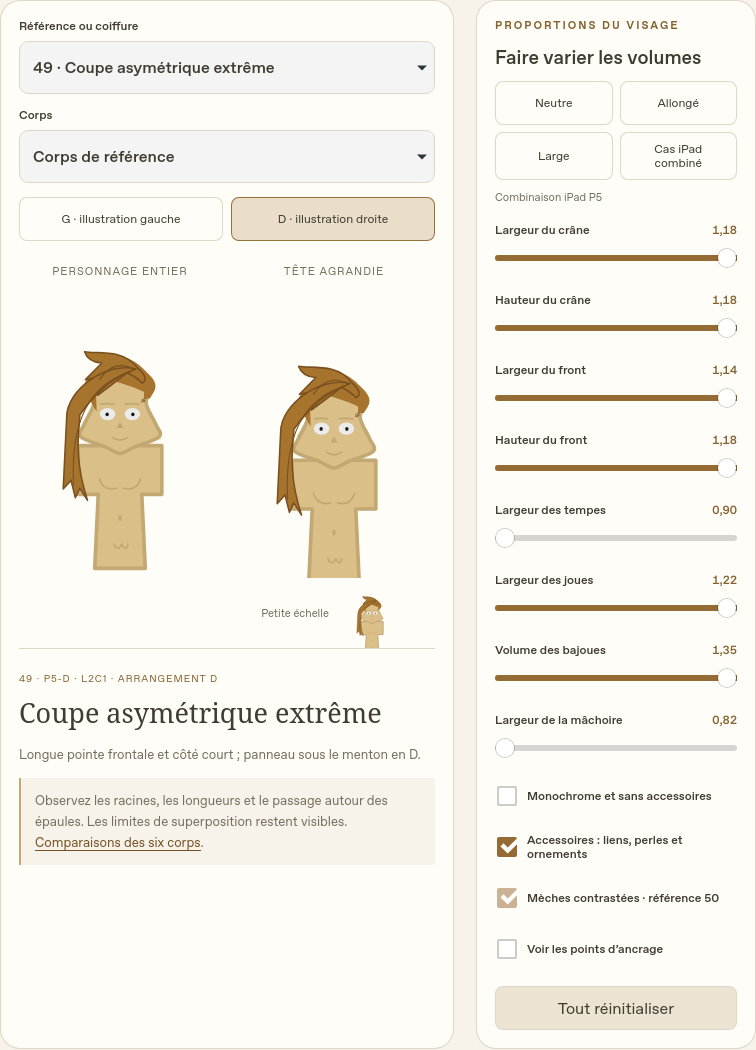 Référence ou coiffure
49 · Coupe asymétrique extrême
Corps
Corps de référence
G · illustration gauche
D · illustration droite
PERSONNAGE ENTIER
TÊTE AGRANDIE
Petite échelle
49 · P5-D · L2C1 · ARRANGEMENT D
Coupe asymétrique extrême
Longue pointe frontale et côté court ; panneau sous le menton en D.
Observez les racines, les longueurs et le passage autour des
épaules. Les limites de superposition restent visibles.
Comparaisons des six corps.
PROPORTIONS DU VISAGE
Faire varier les volumes
Neutre
Allongé
Large
Cas iPad
combiné
Combinaison iPad P5
Largeur du crâne 1,18
Hauteur du crâne 1,18
Largeur du front 1,14
Hauteur du front 1,18
Largeur des tempes 0,90
Largeur des joues 1,22
Volume des bajoues 1,35
Largeur de la mâchoire 0,82
Monochrome et sans accessoires
Accessoires : liens, perles et
ornements
Mèches contrastées · référence 50
Voir les points d’ancrage
Tout réinitialiser